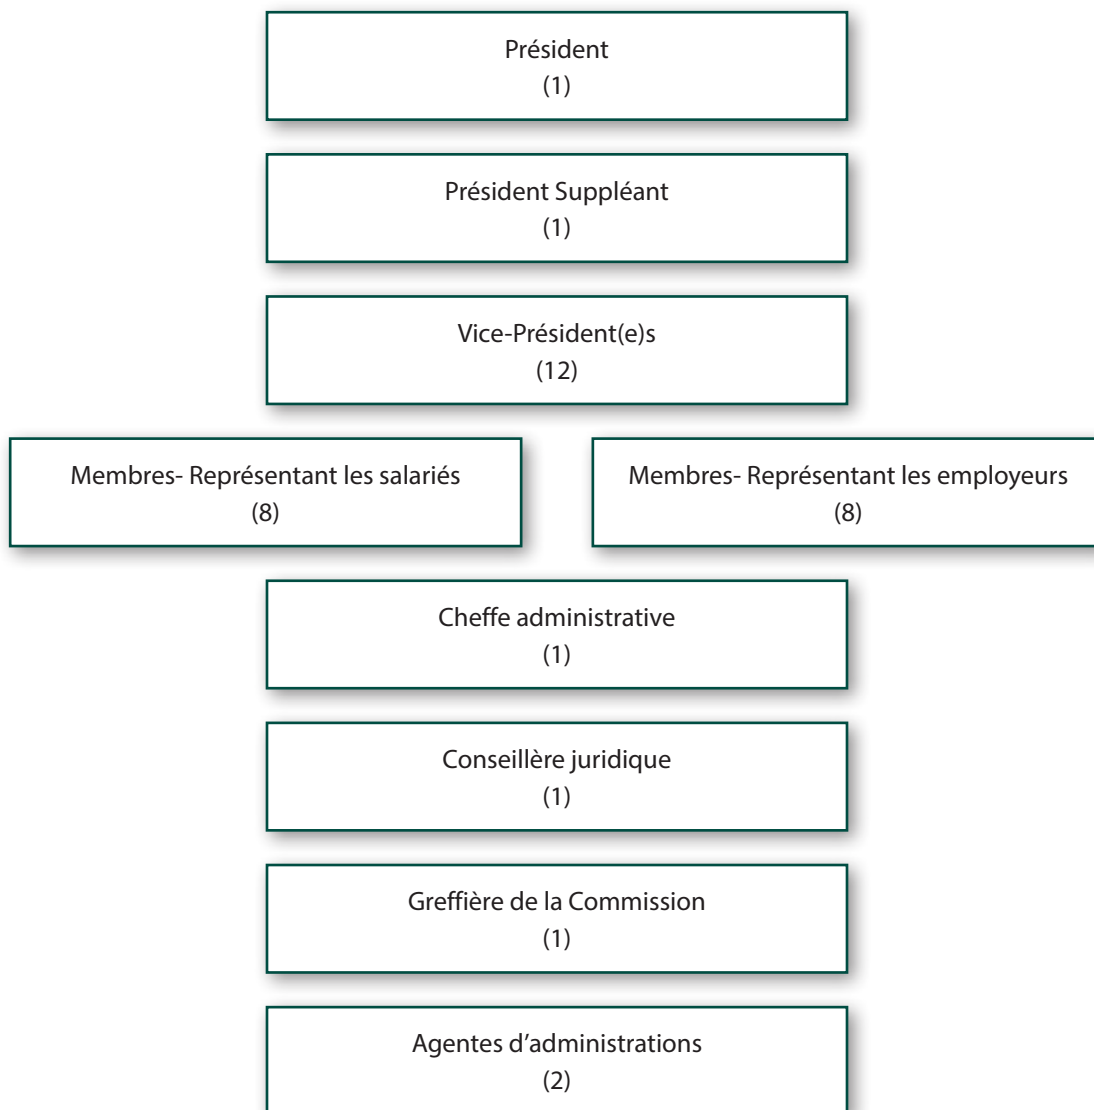 Président
(1)
Président Suppléant
(1)
Vice-Président(e)s
(12)
Membres- Représentant les salariés
(8)
Membres- Représentant les employeurs
(8)
Cheffe administrative
(1)
Conseillère juridique
(1)
Greffière de la Commission
(1)
Agentes d’administrations
(2)